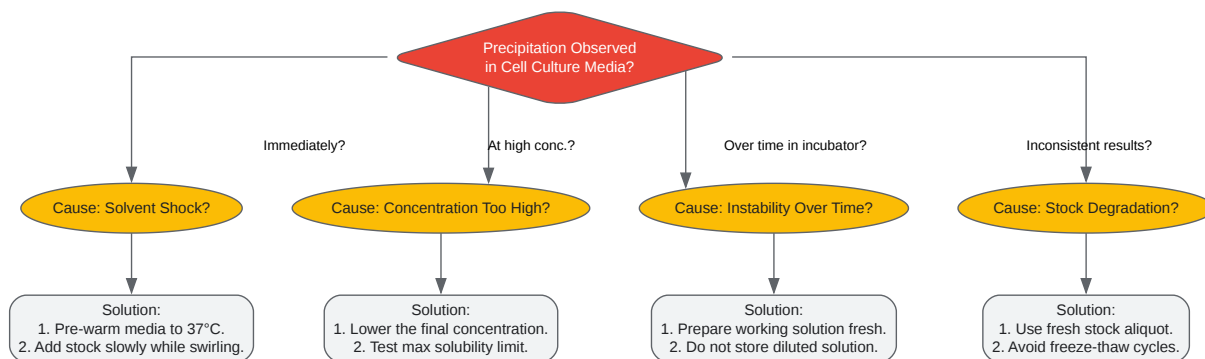 Precipitation Observed
in Cell Culture Media?
Immediately?
At high conc.?
Over time in incubator?
Inconsistent results?
Cause: Solvent Shock?
Cause: Concentration Too High?
Cause: Instability Over Time?
Cause: Stock Degradation?
Solution:
1. Pre-warm media to 37°C.
2. Add stock slowly while swirling.
Solution:
1. Lower the final concentration.
2. Test max solubility limit.
Solution:
1. Prepare working solution fresh.
2. Do not store diluted solution.
Solution:
1. Use fresh stock aliquot.
2. Avoid freeze-thaw cycles.